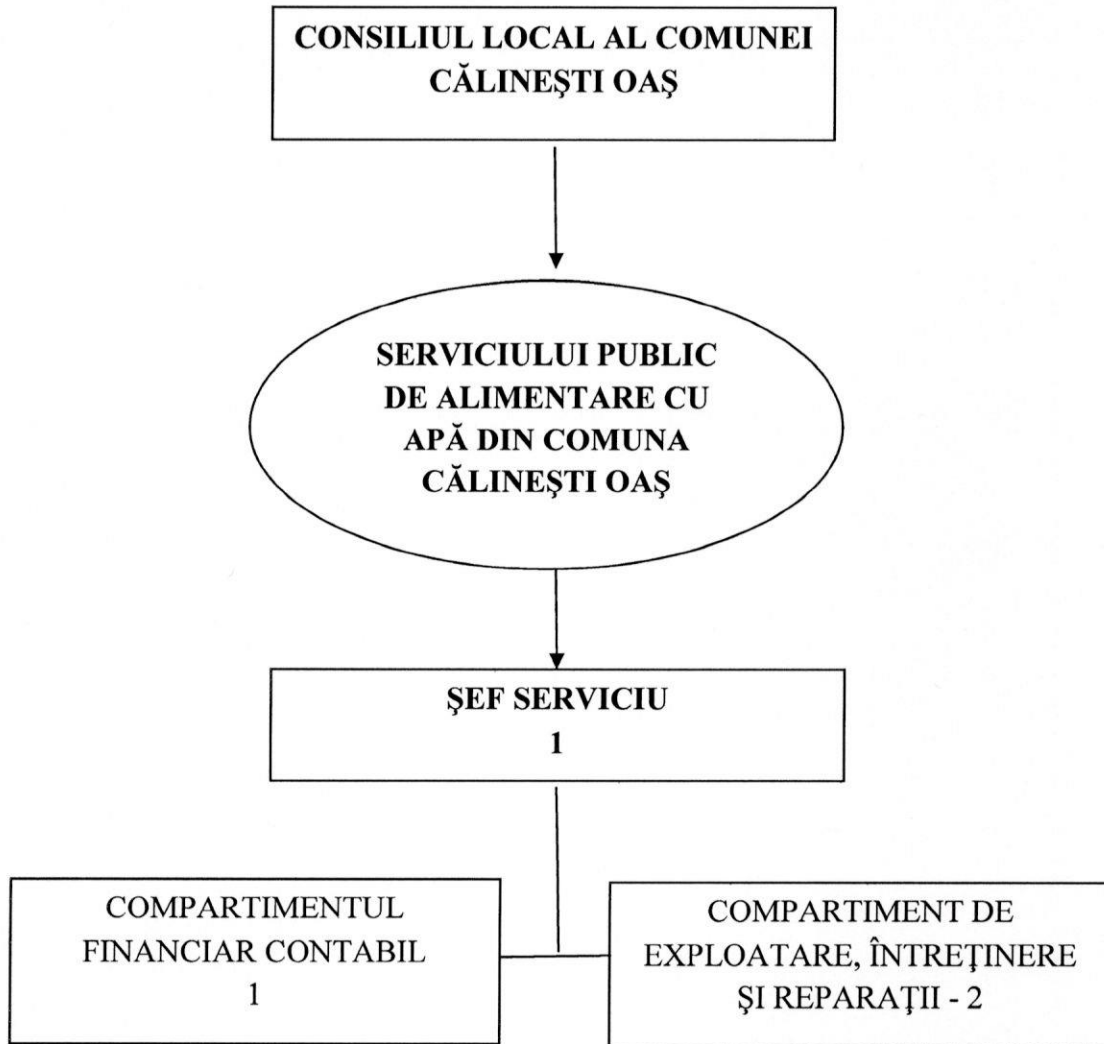 CONSILIUL LOCAL AL COMUNEI
CĂLINEŞTI OAŞ
SERVICIULUI PUBLIC
DE ALIMENTARE CU
APĂ DIN COMUNA
CĂLINEŞTI OAŞ
ŞEF SERVICIU
1
COMPARTIMENTUL
FINANCIAR CONTABIL
1
COMPARTIMENT DE
EXPLOATARE, ÎNTREŢINERE
ŞI REPARAŢII - 2